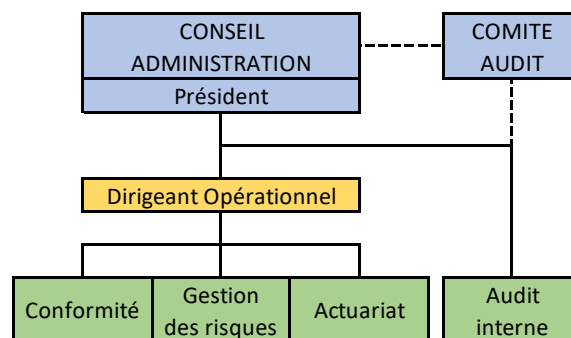 CONSEIL
ADMINISTRATION
Président
COMITE
AUDIT
Dirigeant Opérationnel
Conformité
Gestion
des risques
Actuariat
Audit
interne